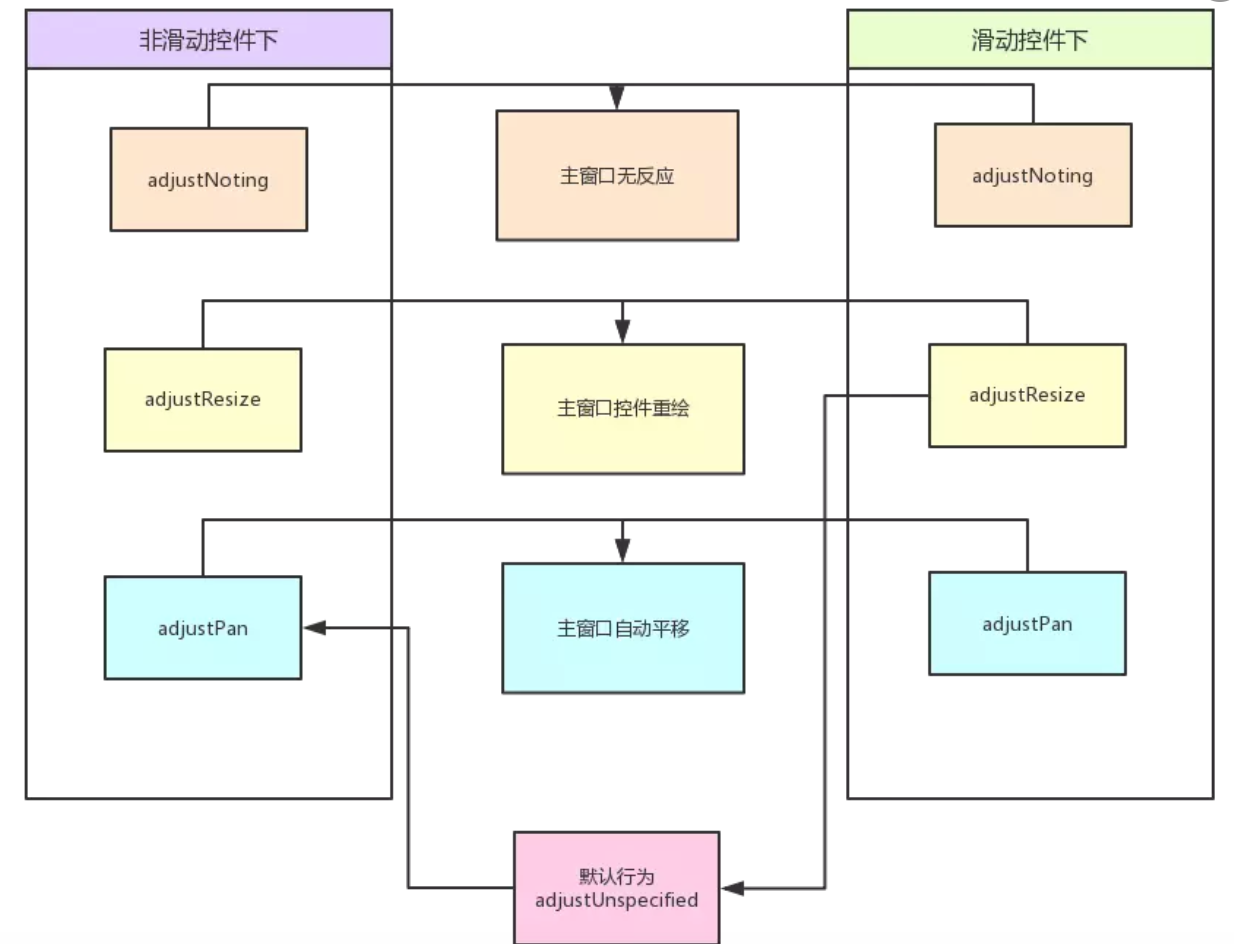 非滑动控件下
滑动控件下
adjustNoting
主窗口无反应
adjustNoting
adjustResize
主窗口控件重绘
adjustResize
adjustPan
主窗口自动平移
adjustPan
默认行为
adjustUnspecified